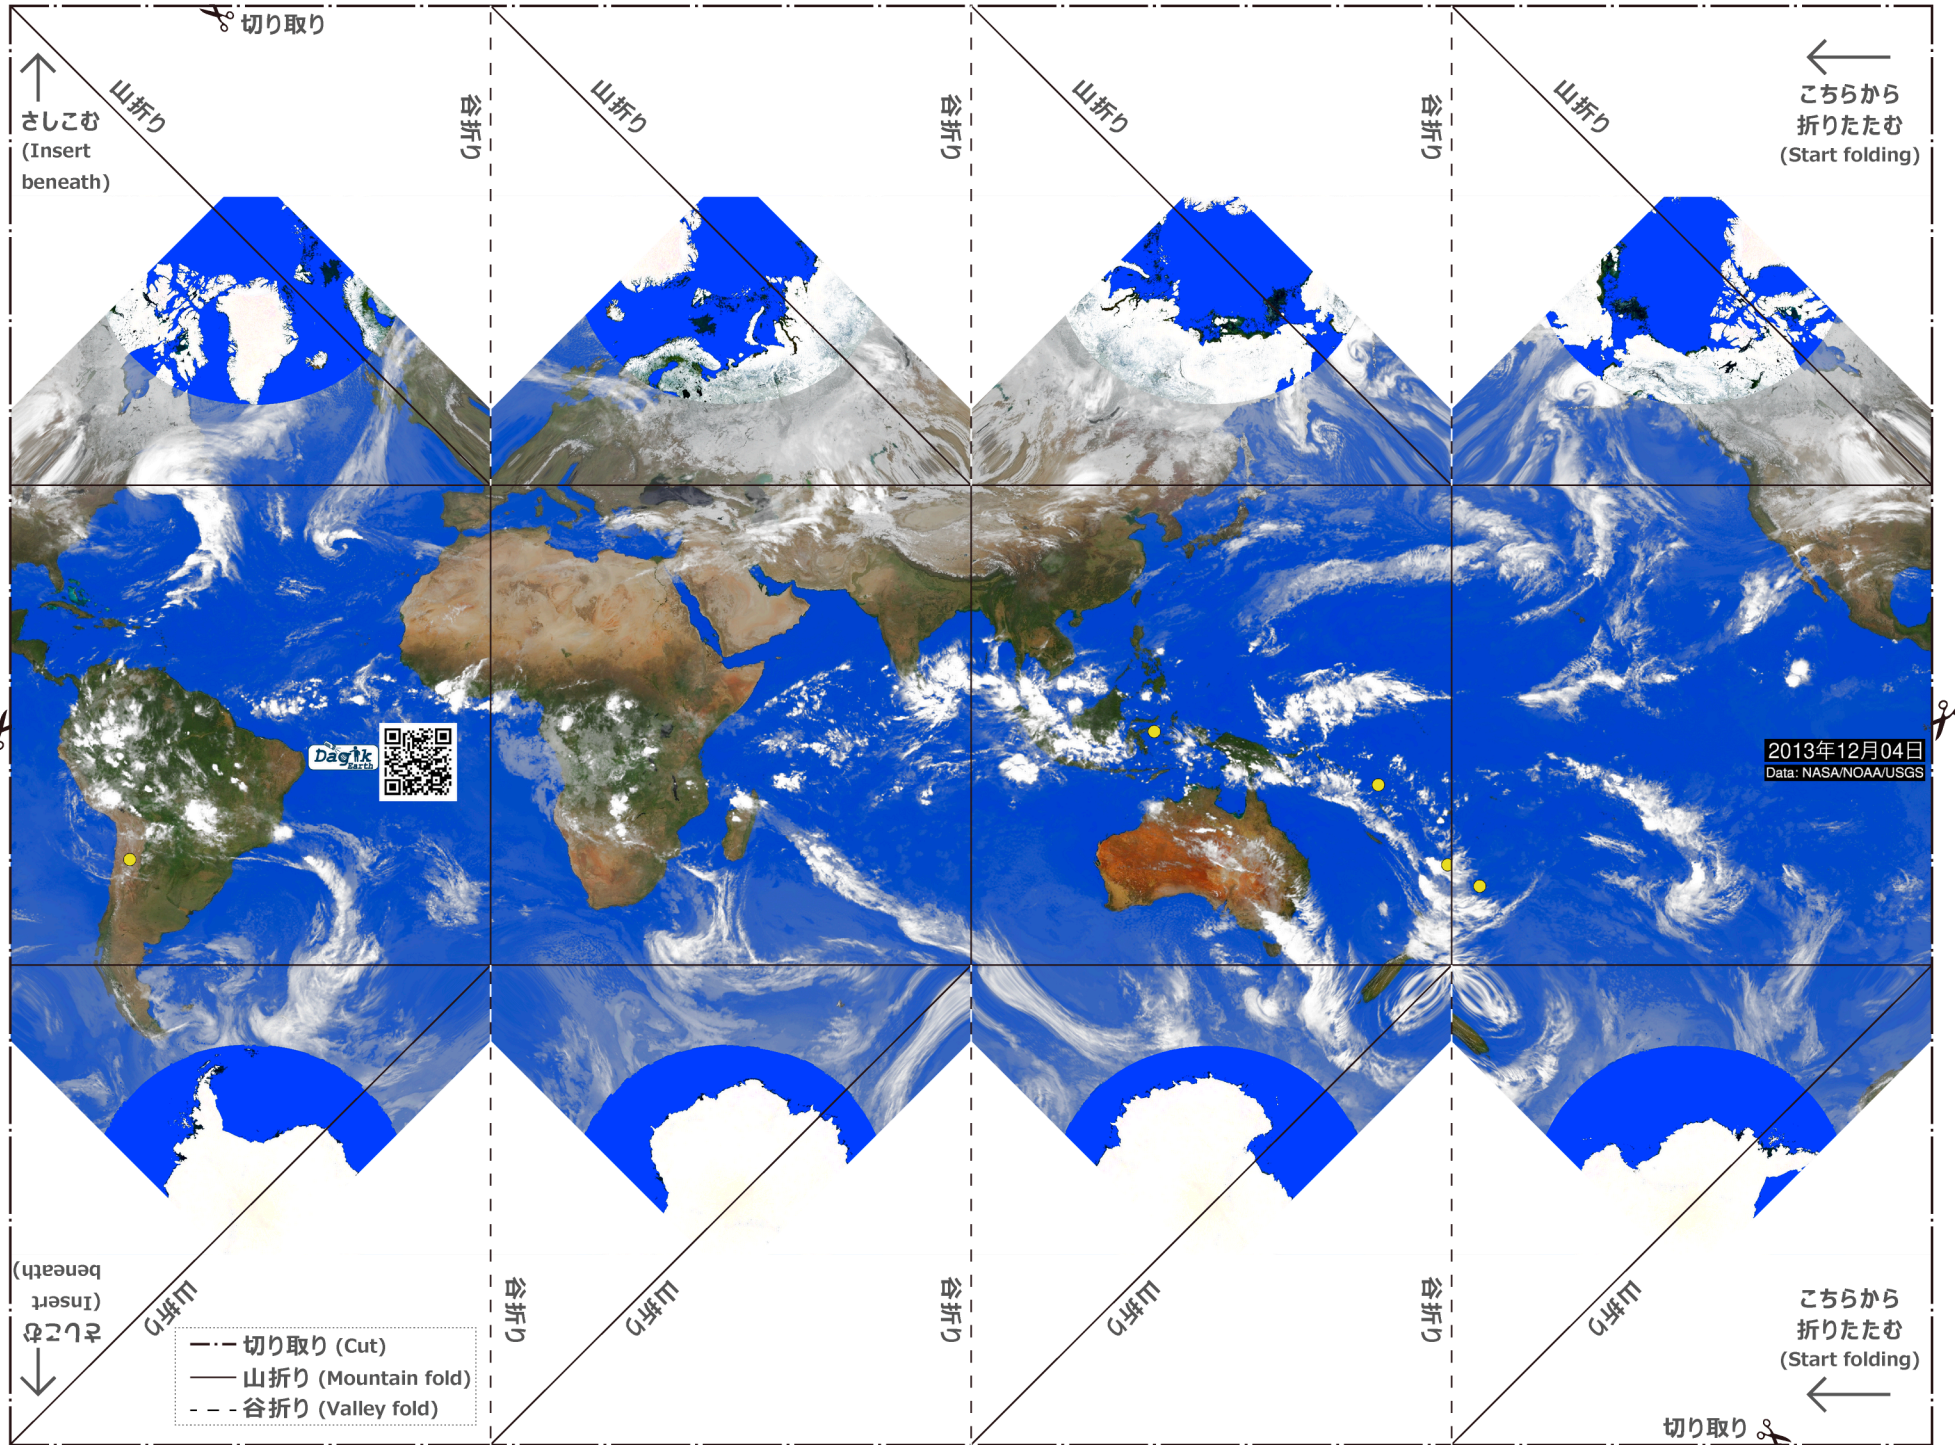 切り取り
さしこむ
(Insert
beneath)
山折り
谷折り
山折り
谷折り
山折り
谷折り
山折り
こちらから
折りたたむ
(Start folding)
Dagik
Earth
2013年12月04日
Data: NASA/NOAA/USGS
さしこむ
(Insert
beneath)
山折り
谷折り
山折り
谷折り
山折り
谷折り
山折り
こちらから
折りたたむ
(Start folding)
切り取り (Cut)
山折り (Mountain fold)
谷折り (Valley fold)
切り取り